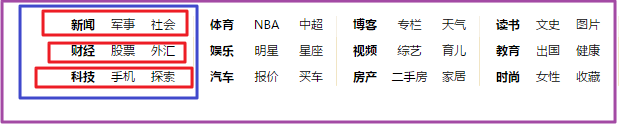 新闻 军事 社会 体育 NBA 中超 博客 专栏 天气 读书 文史 图片
财经 股票 外汇 娱乐 明星 星座 视频 综艺 育儿 教育 出国 健康
科技 手机 探索 汽车 报价 买车 房产 二手房 家居 时尚 女性 收藏